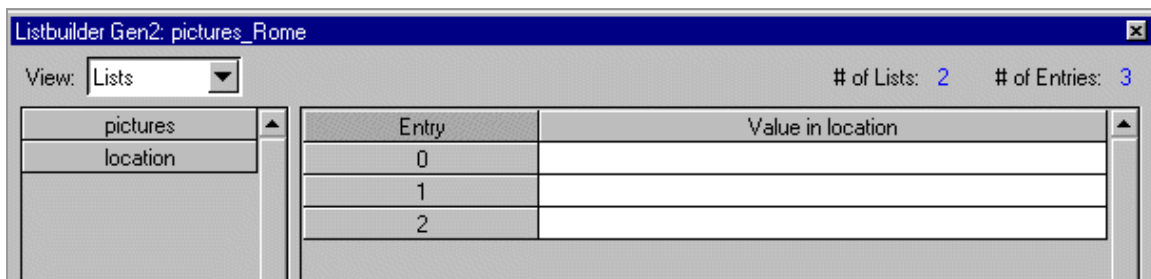 Listbuilder Gen2: pictures_Rome
View: Lists # of Lists: 2 # of Entries: 3
pictures Entry Value in location
location 0
1
2